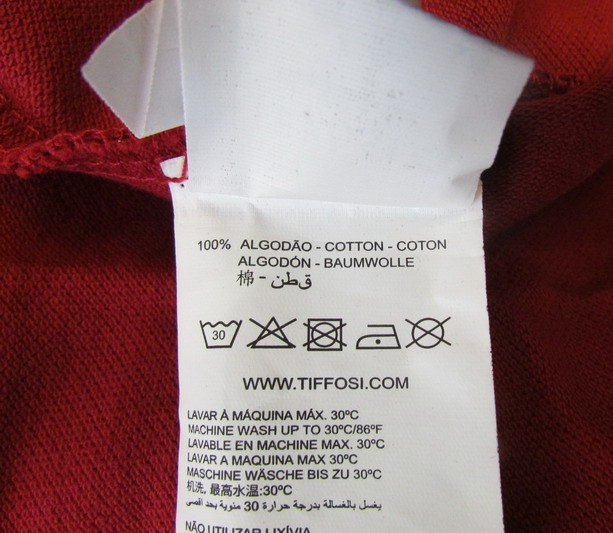 100% ALGODÃO - COTTON - COTON
ALGODÓN - BAUMWOLLE
棉 - قطن
30
WWW.TIFFOSI.COM
LAVAR À MÁQUINA MÁX. 30ºC
MACHINE WASH UP TO 30ºC/86ºF
LAVABLE EN MACHINE MAX. 30ºC
LAVAR A MAQUINA MAX 30ºC
MASCHINE WÄSCHE BIS ZU 30ºC
机洗, 最高水温:30ºC
يغسل بالغسالة بدرجة حرارة 30 مئوية بحد اقصى
NÃO UTILIZAR LIXÍVIA